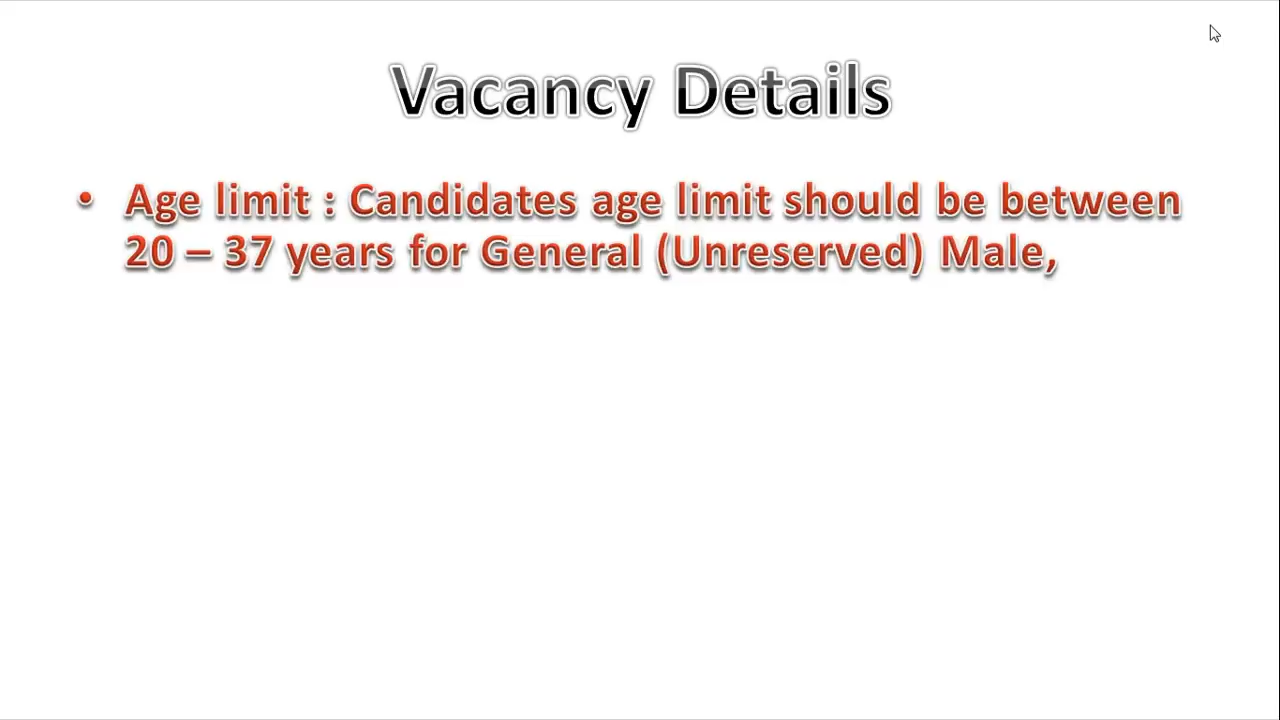 Vacancy Details
• Age limit : Candidates age limit should be between
20 – 37 years for General (Unreserved) Male,